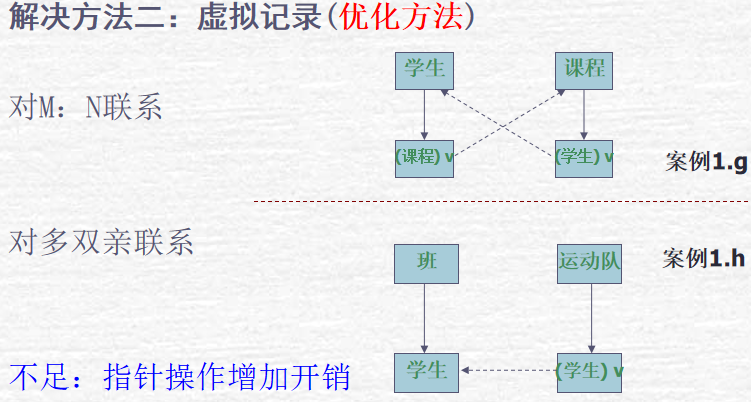 解决方法二：虚拟记录(优化方法)
学生
课程
对M：N联系
(课程) v
(学生) v
案例1.g
对多双亲联系
班
运动队
案例1.h
不足：指针操作增加开销
学生
(学生) v